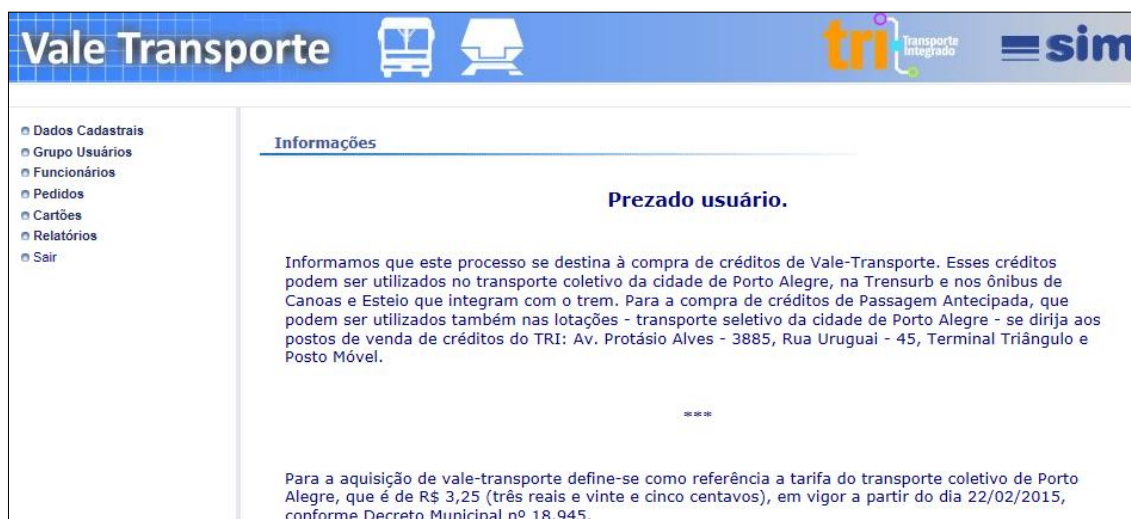 Vale Transporte
tri Transporte Integrado
sim
Dados Cadastrais
Grupo Usuários
Funcionários
Pedidos
Cartões
Relatórios
Sair
Informações
Prezado usuário.
Informamos que este processo se destina à compra de créditos de Vale-Transporte. Esses créditos
podem ser utilizados no transporte coletivo da cidade de Porto Alegre, na Trensurb e nos ônibus de
Canoas e Esteio que integram com o trem. Para a compra de créditos de Passagem Antecipada, que
podem ser utilizados também nas lotações - transporte seletivo da cidade de Porto Alegre - se dirija aos
postos de venda de créditos do TRI: Av. Protásio Alves - 3885, Rua Uruguai - 45, Terminal Triângulo e
Posto Móvel.
***
Para a aquisição de vale-transporte define-se como referência a tarifa do transporte coletivo de Porto
Alegre, que é de R$ 3,25 (três reais e vinte e cinco centavos), em vigor a partir do dia 22/02/2015,
conforme Decreto Municipal nº 18.945.